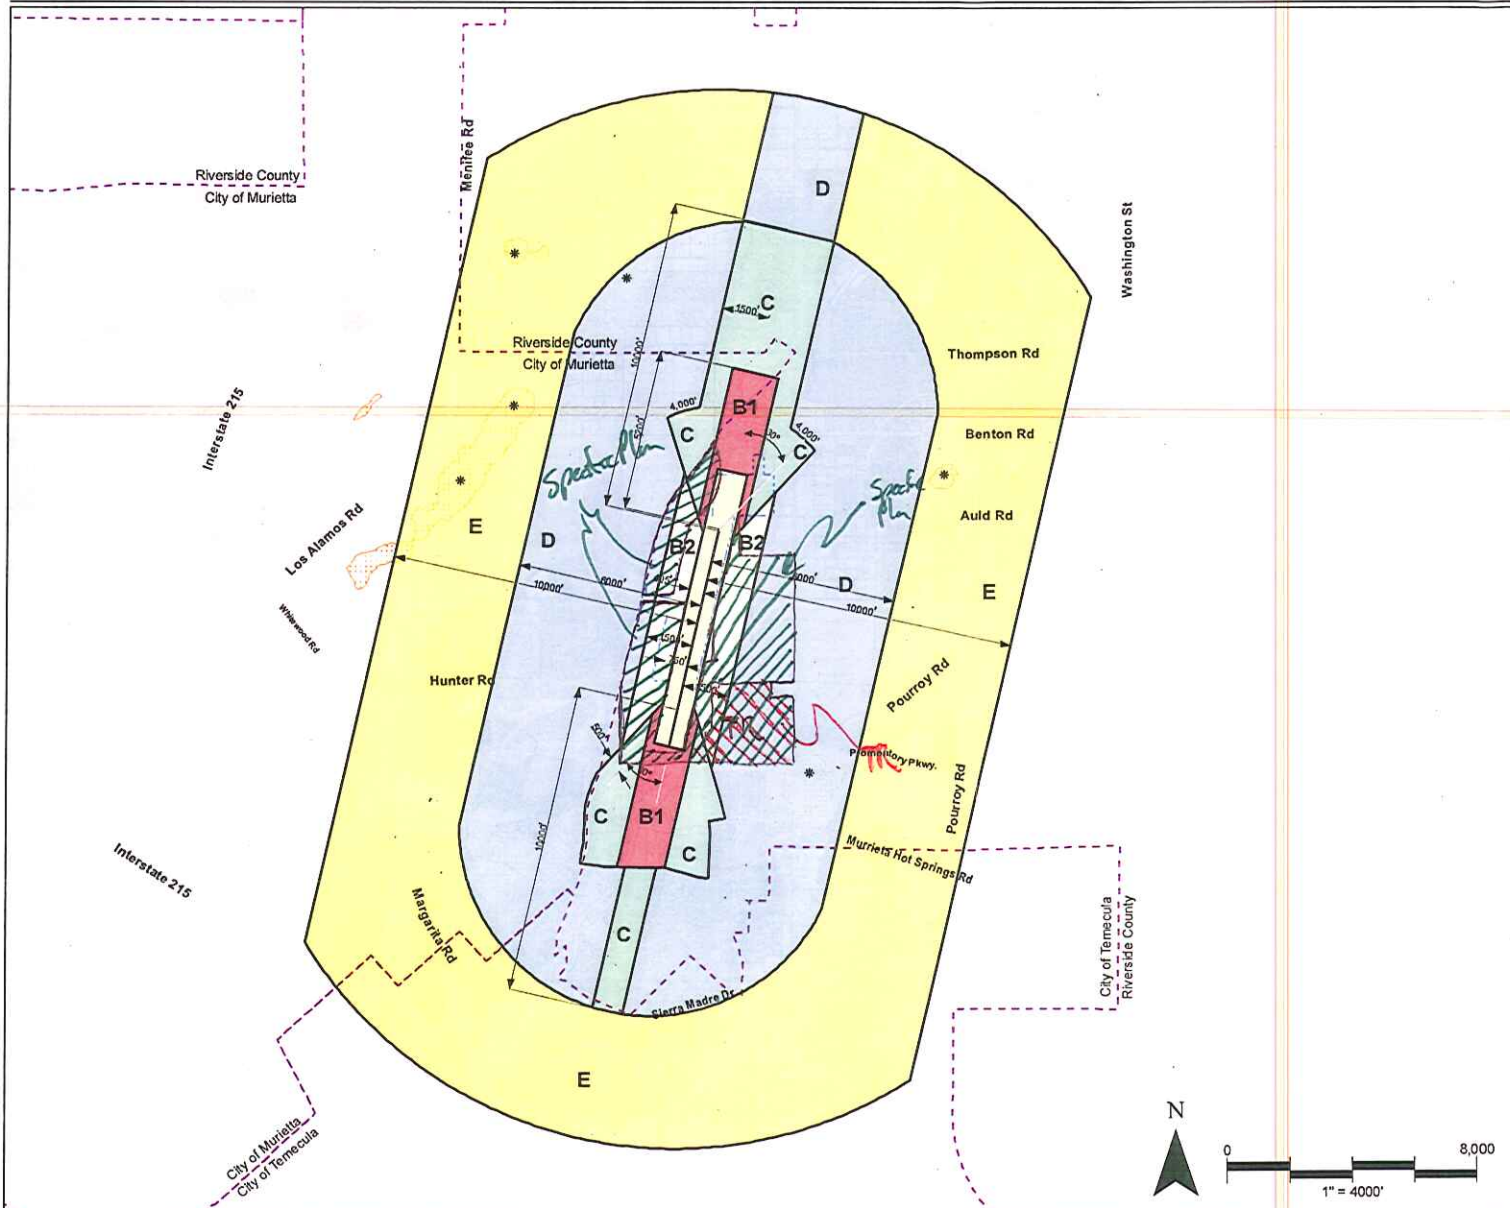 Riverside County
City of Murietta
Menifee Rd
D
Washington St
C
1500'
10000'
Riverside County
City of Murietta
Thompson Rd
Interstate 215
4,000'
B1
C
4,000'
C
30°
Benton Rd
Specific Plan
Specific
Plan
Los Alamos Rd
E
D
B2
B2
Auld Rd
6000'
10,000'
D
10000'
E
Whitewood Rd
Hunter Rd
Pourroy Rd
500'
Promontory Pkwy.
Pourroy Rd
C
B1
C
10000'
Murrieta Hot Springs Rd
Interstate 215
Margarita Rd
C
City of Temecula
Riverside County
Sierra Madre Dr.
E
City of Murietta
City of Temecula
N
0
8,000
1" = 4000'